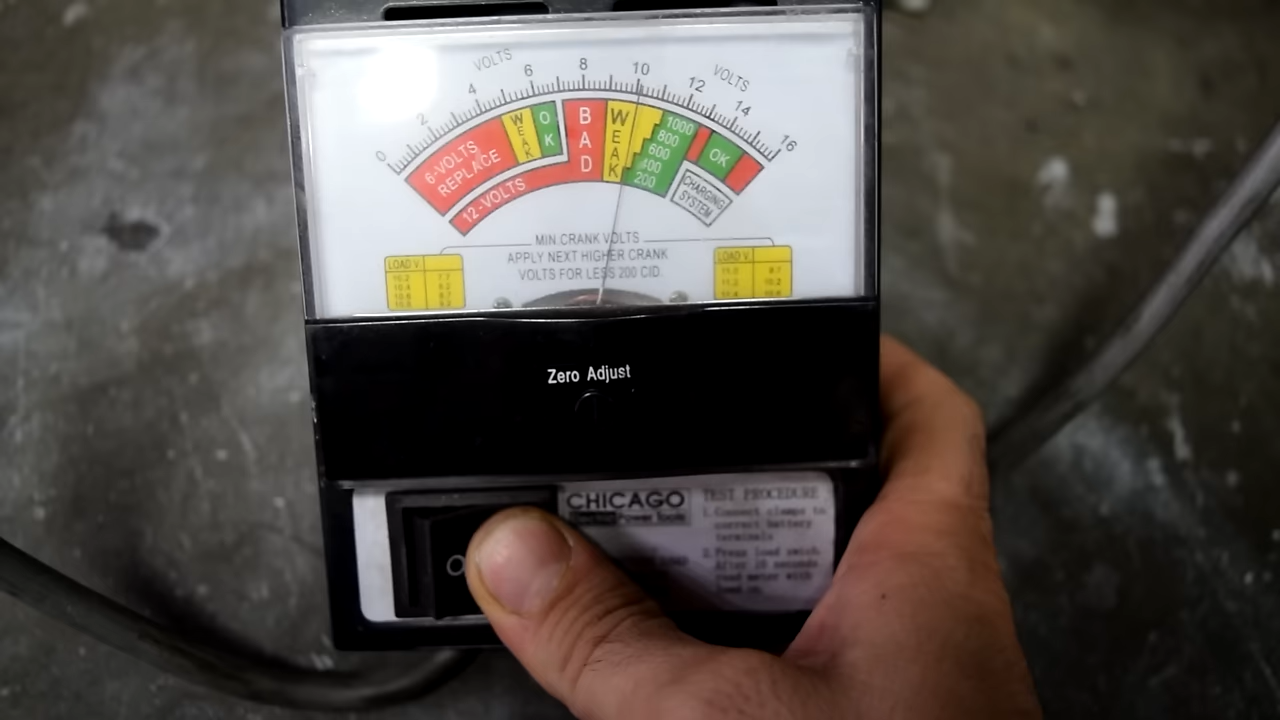 VOLTS VOLTS
0 2 4 6 8 10 12 14 16
6-VOLTS
REPLACE
WEAK
OK
BAD
WEAK
1000
800
600
400
200
OK
12-VOLTS
CHARGING
SYSTEM
MIN CRANK VOLTS
APPLY NEXT HIGHER CRANK
VOLTS FOR LESS 200 CID.
LOAD V.
LOAD V.
Zero Adjust
CHICAGO
Electric Power Tools
TEST PROCEDURE
1.Connect clamps to
correct battery
terminals
2.Press load switch.
After 10 seconds
read meter with
load on.